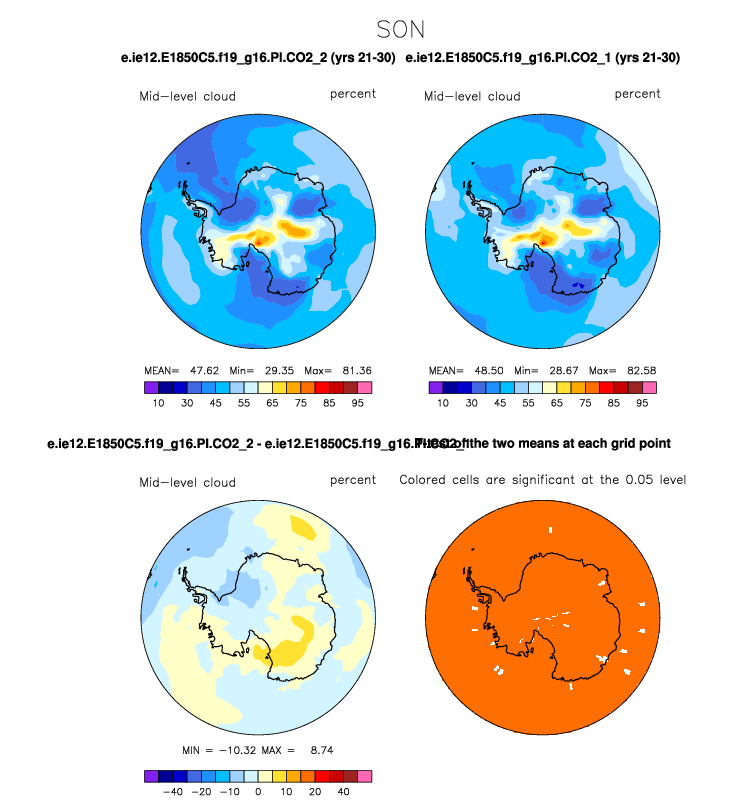 SON
e.ie12.E1850C5.f19_g16.PI.CO2_2 (yrs 21-30) e.ie12.E1850C5.f19_g16.PI.CO2_1 (yrs 21-30)
Mid-level cloud percent Mid-level cloud percent
MEAN= 47.62 Min= 29.35 Max= 81.36 MEAN= 48.50 Min= 28.67 Max= 82.58
10 30 45 55 65 75 85 95 10 30 45 55 65 75 85 95
e.ie12.E1850C5.f19_g16.PI.CO2_2 - e.ie12.E1850C5.f19_g16.PI.CO2_ of the two means at each grid point
Mid-level cloud percent Colored cells are significant at the 0.05 level
MIN = -10.32 MAX = 8.74
-40 -20 -10 0 10 20 40